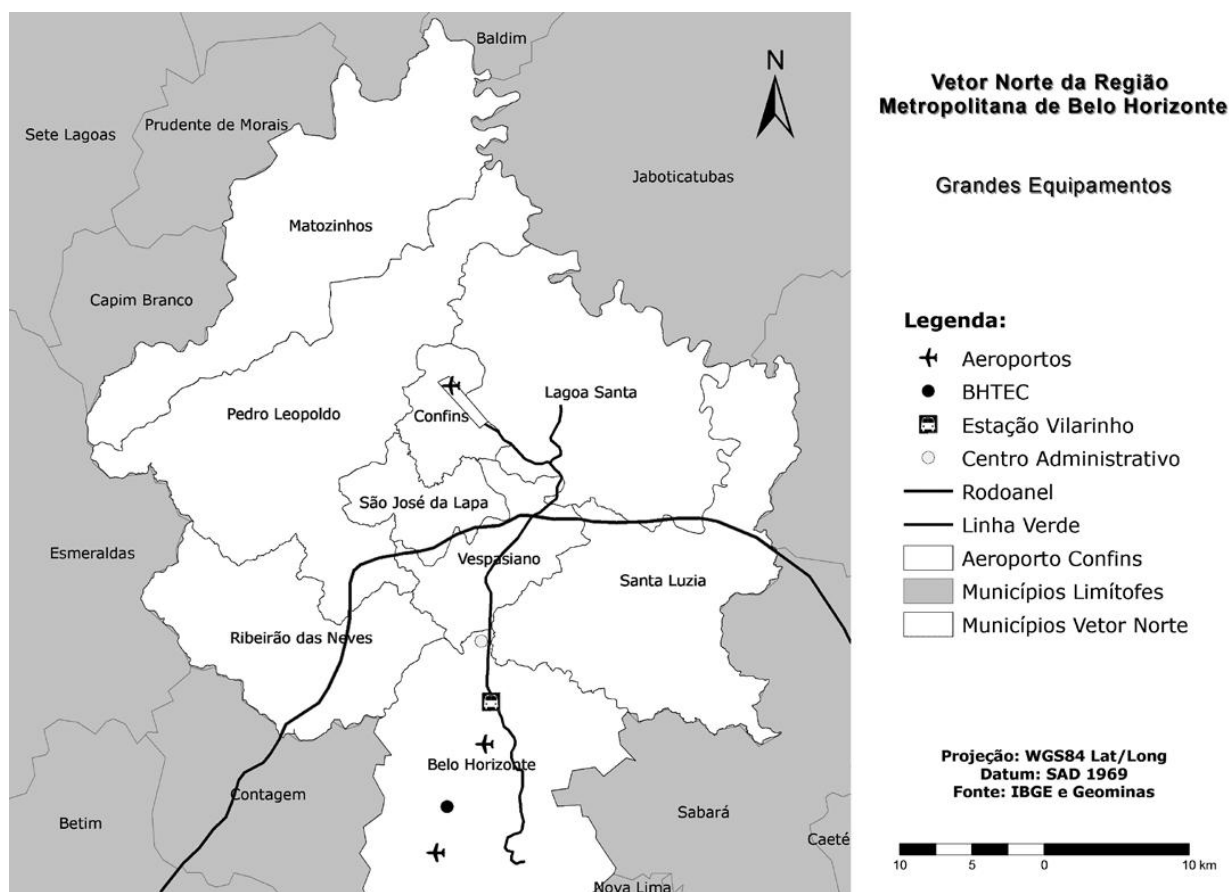 Baldim
N
Vetor Norte da Região
Metropolitana de Belo Horizonte
Sete Lagoas
Prudente de Morais
Jaboticatubas
Grandes Equipamentos
Matozinhos
Capim Branco
Legenda:
Aeroportos
BHTEC
Estação Vilarinho
Centro Administrativo
Rodoanel
Linha Verde
Aeroporto Confins
Municípios Limítofes
Municípios Vetor Norte
Lagoa Santa
Pedro Leopoldo
Confins
São José da Lapa
Esmeraldas
Vespasiano
Santa Luzia
Ribeirão das Neves
Belo Horizonte
Contagem
Betim
Sabará
Caeté
Nova Lima
Projeção: WGS84 Lat/Long
Datum: SAD 1969
Fonte: IBGE e Geominas
10 5 0 10 km